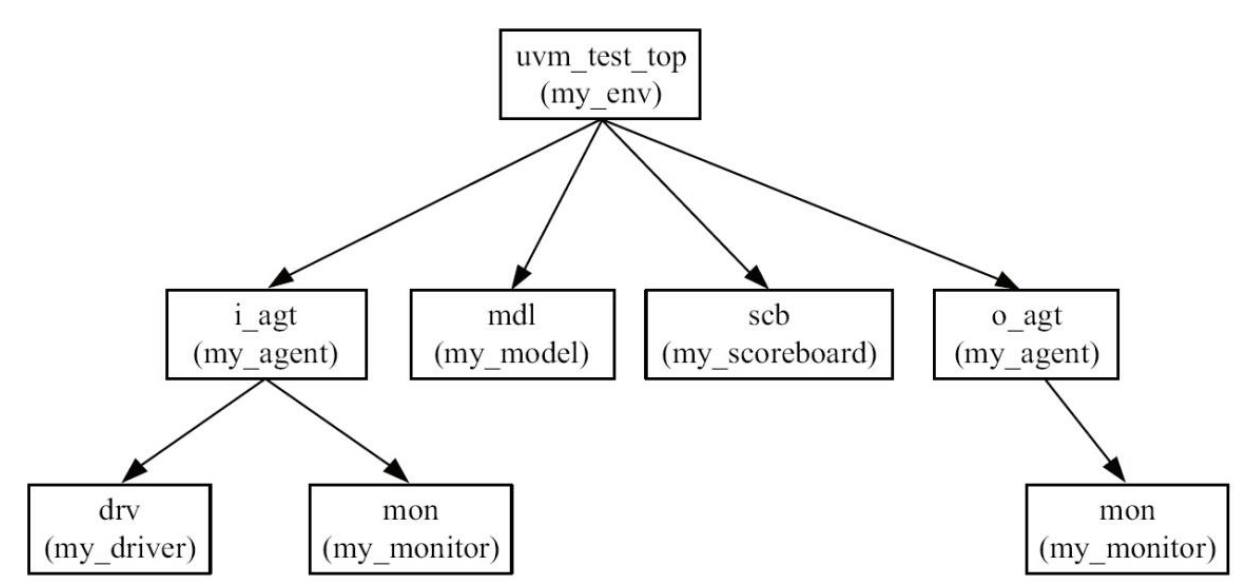 uvm_test_top
(my_env)
i_agt
(my_agent)
mdl
(my_model)
scb
(my_scoreboard)
o_agt
(my_agent)
drv
(my_driver)
mon
(my_monitor)
mon
(my_monitor)